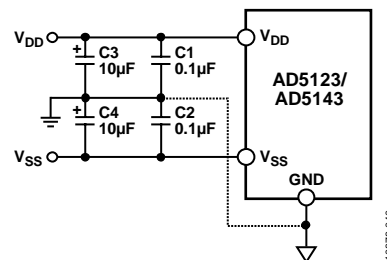 VDD
VDD
+ C3
10µF
C1
0.1µF
AD5123/
AD5143
+ C4
10µF
C2
0.1µF
VSS
VSS
GND